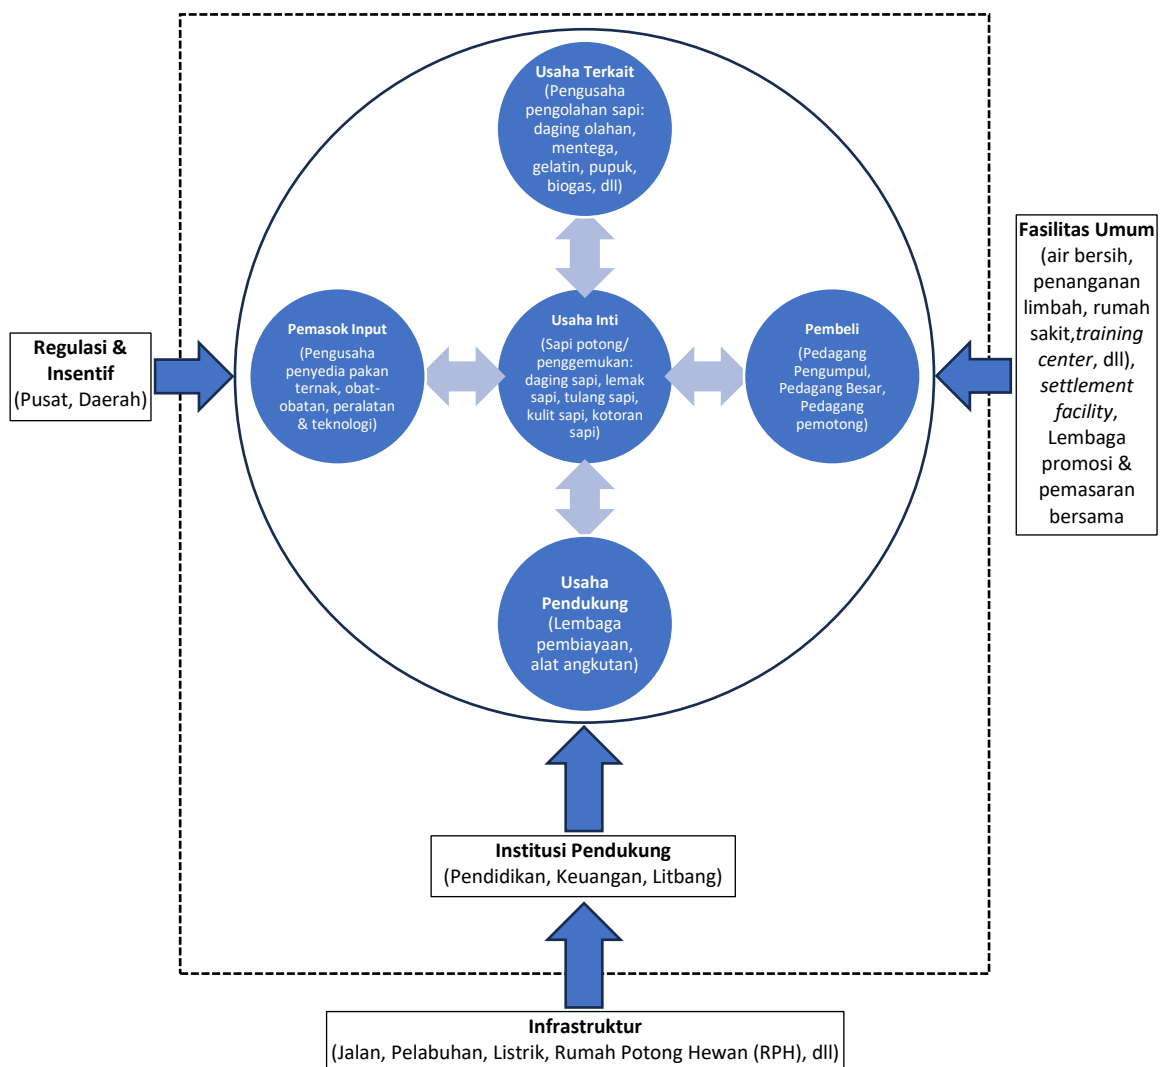 Usaha Terkait
(Pengusaha
pengolahan sapi:
daging olahan,
mentega,
gelatin, pupuk,
biogas, dll)
Regulasi &
Insentif
(Pusat, Daerah)
Pemasok Input
(Pengusaha
penyedia pakan
ternak, obat-
obatan, peralatan
& teknologi)
Usaha Inti
(Sapi potong/
penggemukan:
daging sapi, lemak
sapi, tulang sapi,
kulit sapi, kotoran
sapi)
Pembeli
(Pedagang
Pengumpul,
Pedagang Besar,
Pedagang
pemotong)
Fasilitas Umum
(air bersih,
penanganan
limbah, rumah
sakit,training
center, dll),
settlement
facility,
Lembaga
promosi &
pemasaran
bersama
Usaha
Pendukung
(Lembaga
pembiayaan,
alat angkutan)
Institusi Pendukung
(Pendidikan, Keuangan, Litbang)
Infrastruktur
(Jalan, Pelabuhan, Listrik, Rumah Potong Hewan (RPH), dll)